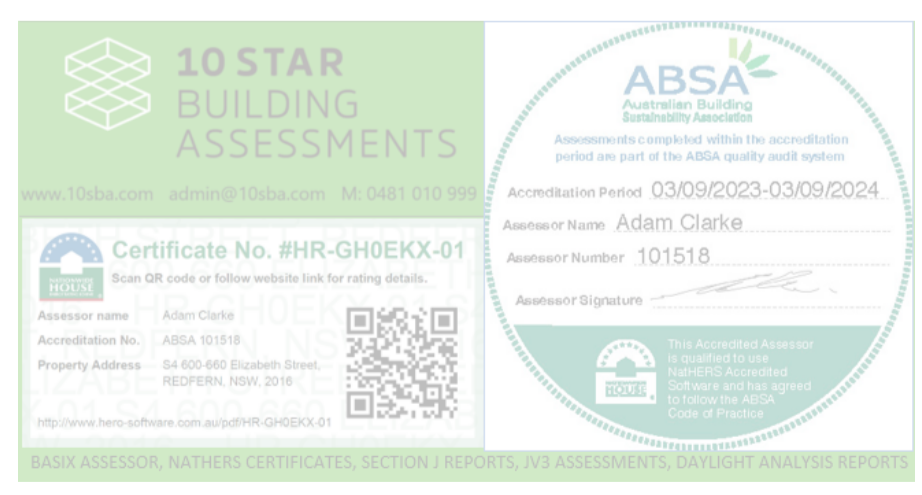 10 STAR
BUILDING
ASSESSMENTS
www.10sba.com admin@10sba.com M: 0481 010 999
Certificate No. #HR-GH0EKX-01
Scan QR code or follow website link for rating details.
NATIONWIDE
HOUSE
Assessor name Adam Clarke
Accreditation No. ABSA 101518
Property Address S4 600-660 Elizabeth Street,
REDFERN, NSW, 2016
http://www.hero-software.com.au/pdf/HR-GH0EKX-01
ABSA
Australian Building
Sustainability Association
Assessments completed within the accreditation
period are part of the ABSA quality audit system
Accreditation Period 03/09/2023-03/09/2024
Assessor Name Adam Clarke
Assessor Number 101518
Assessor Signature
HOUSE
This Accredited Assessor
is qualified to use
NatHERS Accredited
Software and has agreed
to follow the ABSA
Code of Practice
BASIX ASSESSOR, NATHERS CERTIFICATES, SECTION J REPORTS, JV3 ASSESSMENTS, DAYLIGHT ANALYSIS REPORTS